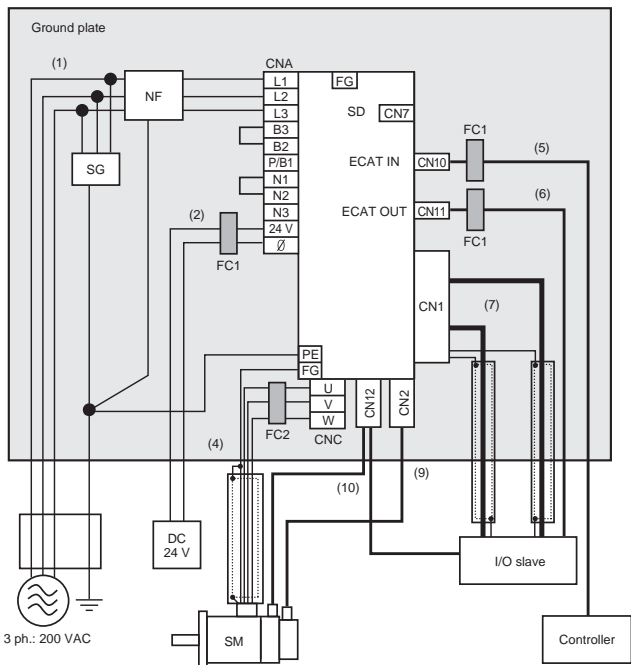 Ground plate
(1)
NF
SG
(2)
FC1
CNA
L1
L2
L3
B3
B2
P/B1
N1
N2
N3
24 V
Ø
FG
SD
CN7
ECAT IN
CN10
FC1
(5)
ECAT OUT
CN11
FC1
(6)
CN1
(7)
PE
FG
U
V
W
CNC
CN12
CN2
FC2
(4)
(10)
(9)
DC
24 V
I/O slave
3 ph.: 200 VAC
SM
Controller